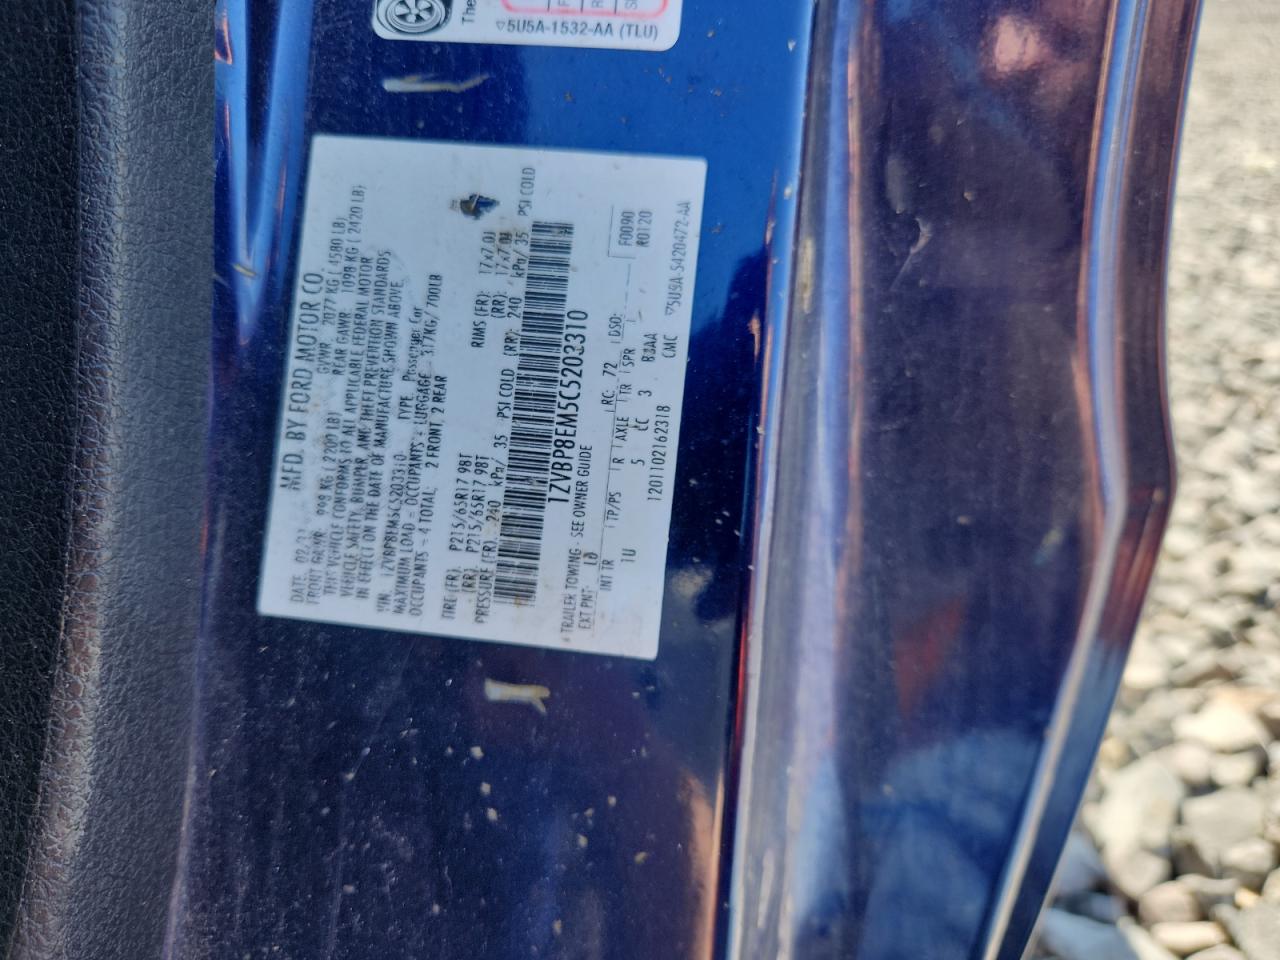 The
5U5A-1532-AA (TLU)
MFD. BY FORD MOTOR CO.
DATE: 02/11 GVWR: 2077 KG ( 4580 LB)
FRONT GAWR: 998 KG ( 2200 LB) REAR GAWR: 1098 KG ( 2420 LB)
THIS VEHICLE CONFORMS TO ALL APPLICABLE FEDERAL MOTOR
VEHICLE SAFETY, BUMPER, AND THEFT PREVENTION STANDARDS
IN EFFECT ON THE DATE OF MANUFACTURE SHOWN ABOVE.
VIN: 1ZVBP8EM5C5203310 TYPE: Passenger Car
MAXIMUM LOAD = OCCUPANTS + LUGGAGE = 317KG/700LB
OCCUPANTS = 4 TOTAL: 2 FRONT, 2 REAR
TIRE (FR): P215/65R17 98T RIMS (FR): 17x7.0J
(RR): P215/65R17 98T (RR): 17x7.0J
PRESSURE (FR): 240 kPa/ 35 PSI COLD (RR): 240 kPa/ 35 PSI COLD
1ZVBP8EM5C5203310
* TRAILER TOWING - SEE OWNER GUIDE
EXT PNT: RC: 72 DSO: F0090
INT TR TP/PS R AXLE TR SPR R0120
1U 5 CC 3
CMC
1201102162318
5U9A-5420472-AA